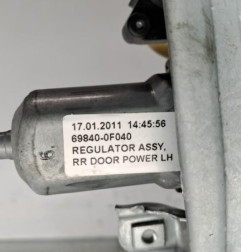 17.01.2011 14:45:56
69840-0F040
REGULATOR ASSY,
RR DOOR POWER LH